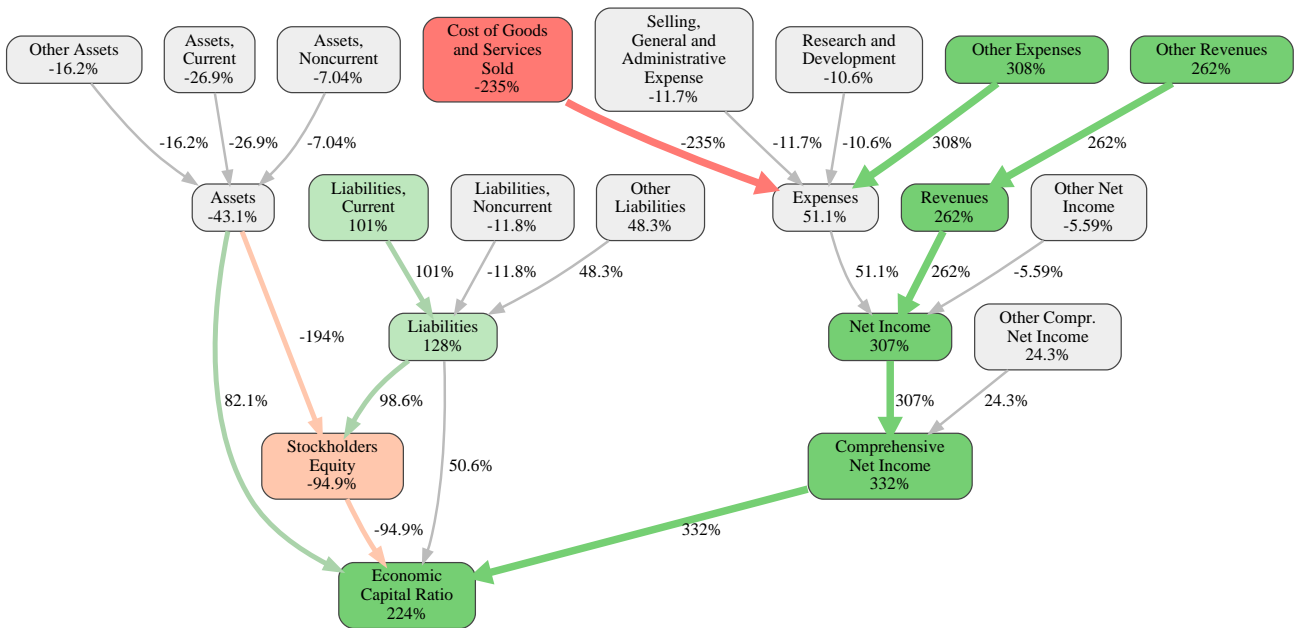 Other Assets
-16.2%
Assets,
Current
-26.9%
Assets,
Noncurrent
-7.04%
Cost of Goods
and Services
Sold
-235%
Selling,
General and
Administrative
Expense
-11.7%
Research and
Development
-10.6%
Other Expenses
308%
Other Revenues
262%
-16.2%
-26.9%
-7.04%
-235%
-11.7%
-10.6%
308%
262%
Assets
-43.1%
Liabilities,
Current
101%
Liabilities,
Noncurrent
-11.8%
Other
Liabilities
48.3%
Expenses
51.1%
Revenues
262%
Other Net
Income
-5.59%
101%
-11.8%
48.3%
51.1%
262%
-5.59%
Liabilities
128%
Net Income
307%
Other Compr.
Net Income
24.3%
-194%
82.1%
98.6%
307%
24.3%
Stockholders
Equity
-94.9%
50.6%
Comprehensive
Net Income
332%
-94.9%
332%
Economic
Capital Ratio
224%